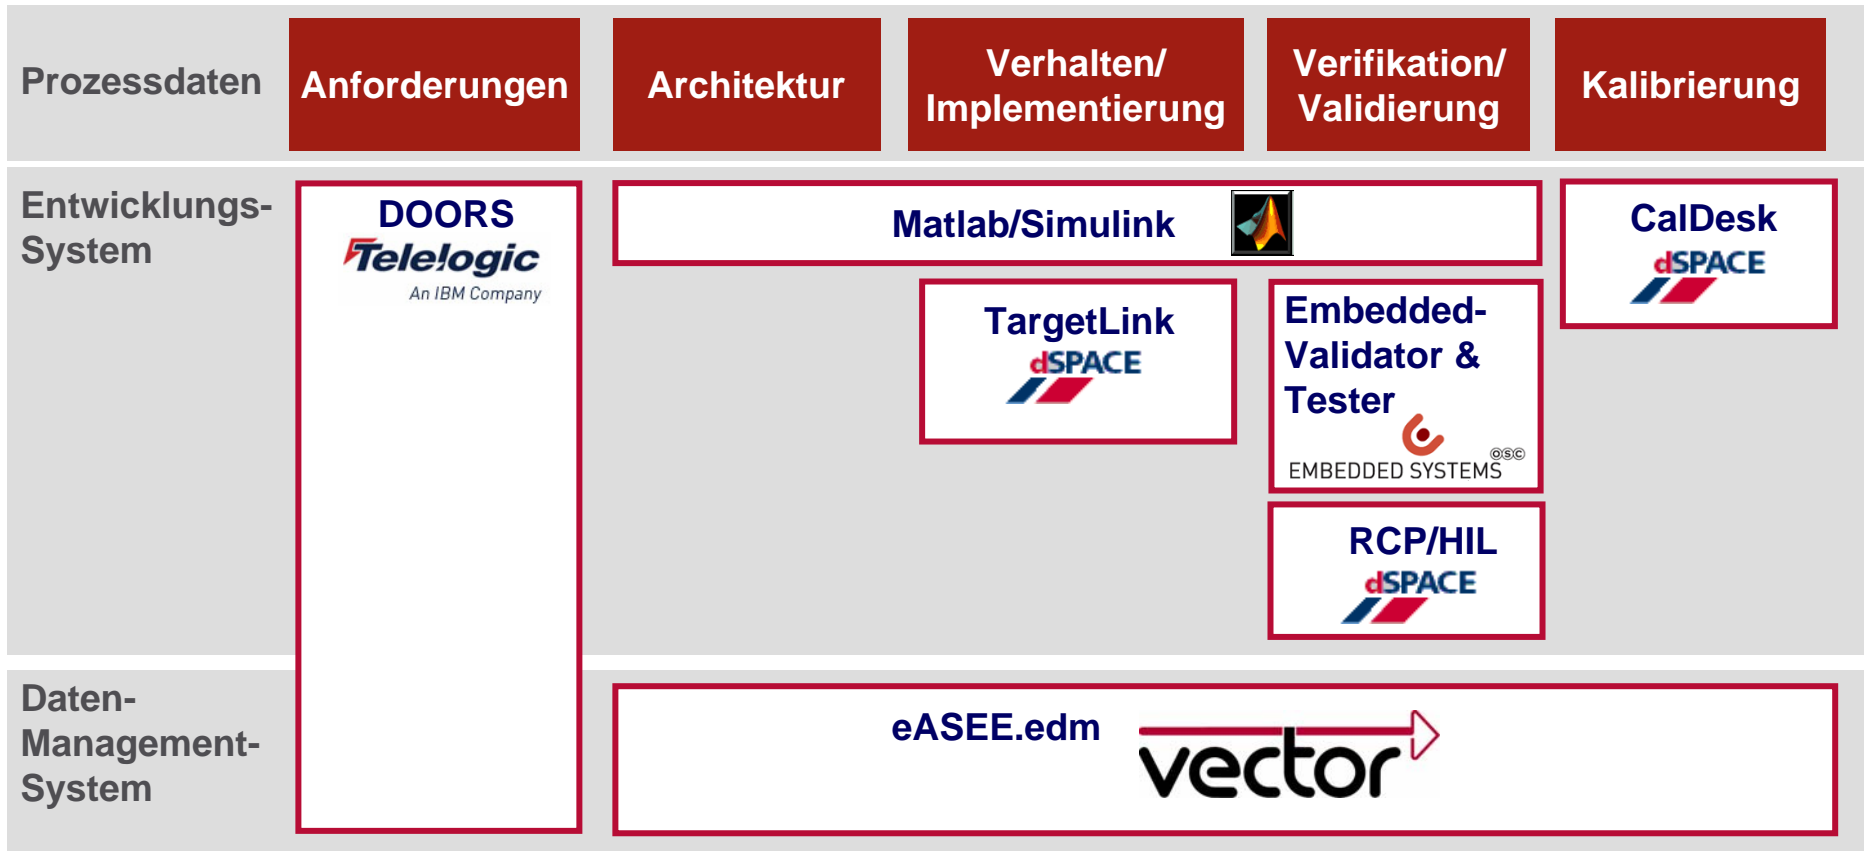 Prozessdaten
Anforderungen
Architektur
Verhalten/
Implementierung
Verifikation/
Validierung
Kalibrierung
Entwicklungs-
System
DOORS
Telelogic
An IBM Company
Matlab/Simulink
CalDesk
dSPACE
TargetLink
dSPACE
Embedded-
Validator &
Tester
OSC
EMBEDDED SYSTEMS
RCP/HIL
dSPACE
Daten-
Management-
System
eASEE.edm
vector